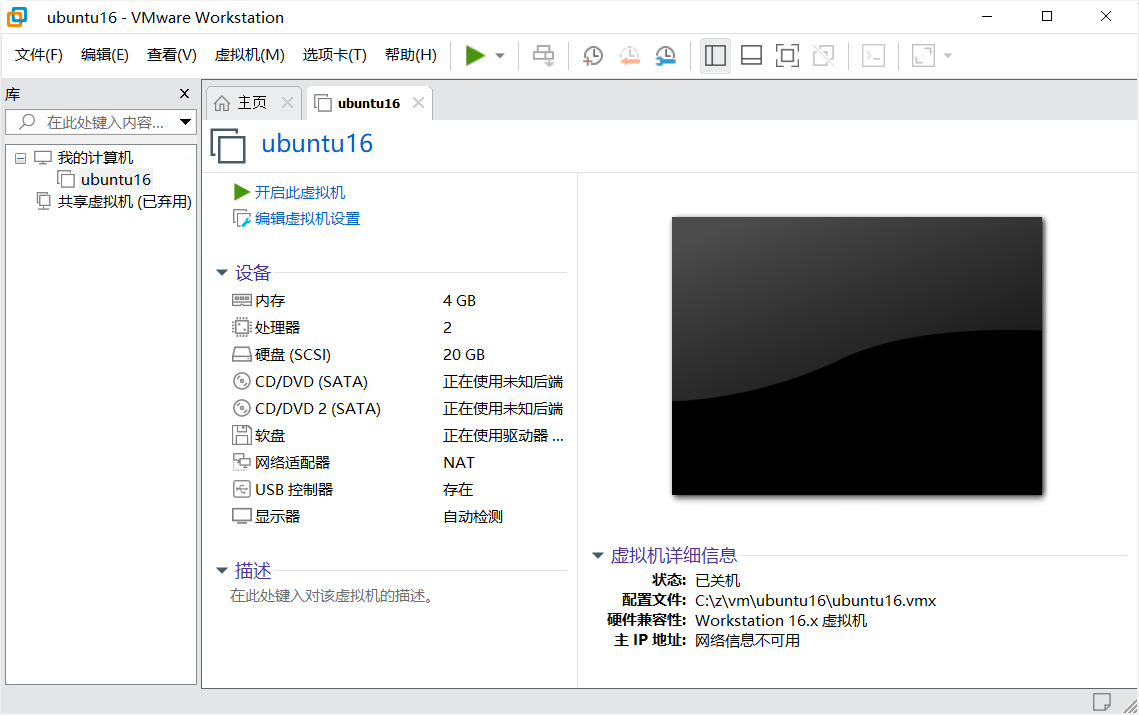 ubuntu16 - VMware Workstation
文件(F) 编辑(E) 查看(V) 虚拟机(M) 选项卡(T) 帮助(H)
库
在此处键入内容...
我的计算机
ubuntu16
共享虚拟机 (已弃用)
主页 ubuntu16
ubuntu16
开启此虚拟机
编辑虚拟机设置
设备
内存 4 GB
处理器 2
硬盘 (SCSI) 20 GB
CD/DVD (SATA) 正在使用未知后端
CD/DVD 2 (SATA) 正在使用未知后端
软盘 正在使用驱动器 ...
网络适配器 NAT
USB 控制器 存在
显示器 自动检测
描述
在此处键入对该虚拟机的描述。
虚拟机详细信息
状态: 已关机
配置文件: C:\z\vm\ubuntu16\ubuntu16.vmx
硬件兼容性: Workstation 16.x 虚拟机
主 IP 地址: 网络信息不可用